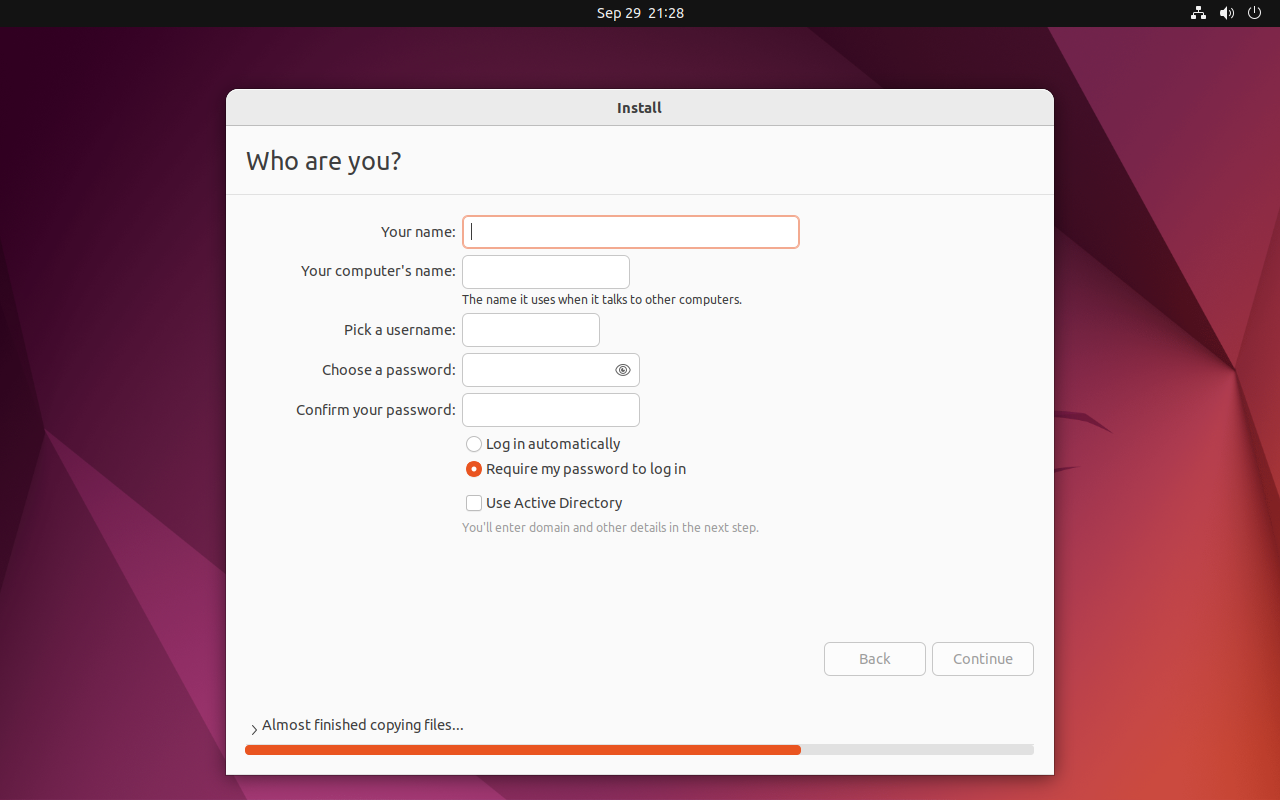 Sep 29 21:28
Install
Who are you?
Your name:
Your computer's name:
The name it uses when it talks to other computers.
Pick a username:
Choose a password:
Confirm your password:
Log in automatically
Require my password to log in
Use Active Directory
You'll enter domain and other details in the next step.
Back Continue
Almost finished copying files...